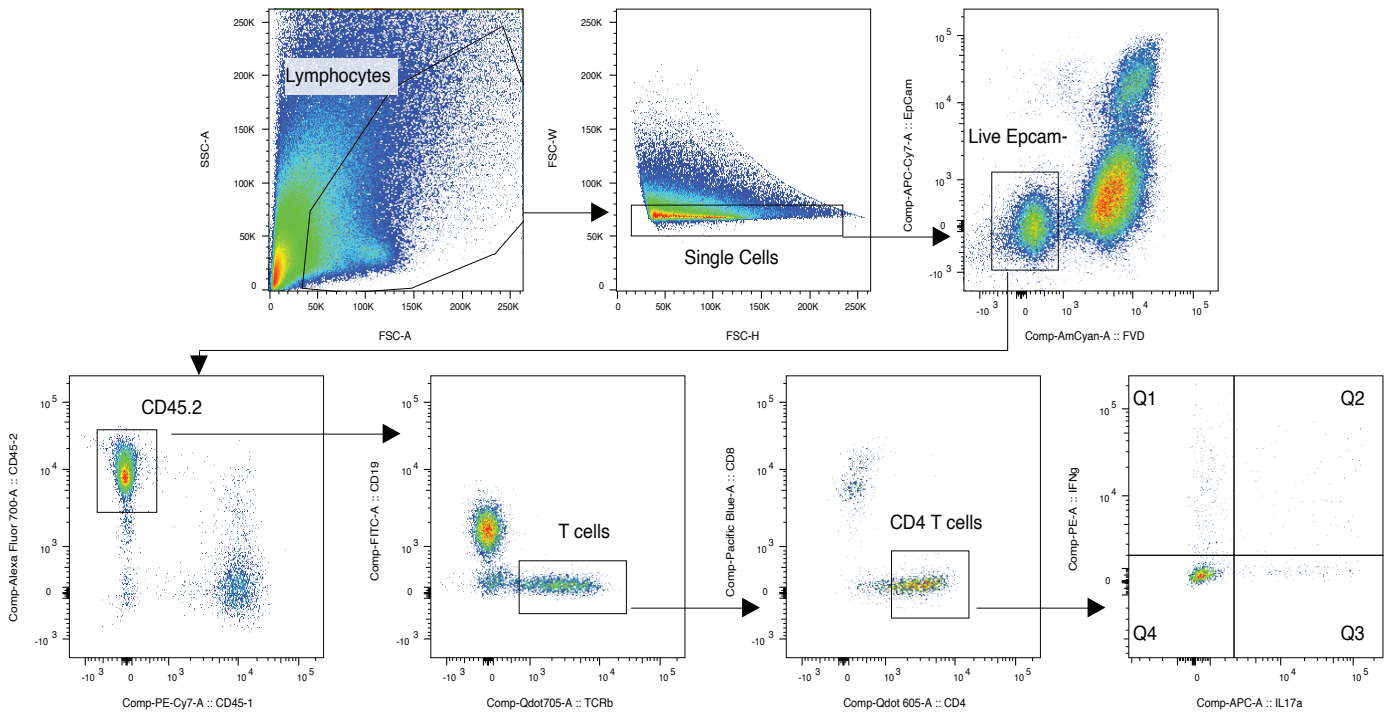 250K
200K
150K
100K
50K
0
SSC-A
Lymphocytes
0 50K 100K 150K 200K 250K
FSC-A
250K
200K
150K
100K
50K
0
FSC-W
Single Cells
0 50K 100K 150K 200K 250K
FSC-H
10 5
10 4
10 3
0
-10 3
Comp-APC-Cy7-A :: EpCam
Live Epcam-
-10 3 0 10 3 10 4 10 5
Comp-AmCyan-A :: FVD
10 5
10 4
10 3
0
-10 3
Comp-Alexa Fluor 700-A :: CD45-2
CD45.2
-10 3 0 10 3 10 4 10 5
Comp-PE-Cy7-A :: CD45-1
10 5
10 4
10 3
0
-10 3
Comp-FITC-A :: CD19
T cells
-10 3 0 10 3 10 4 10 5
Comp-Qdot705-A :: TCRb
10 5
10 4
10 3
0
-10 3
Comp-Pacific Blue-A :: CD8
CD4 T cells
-10 3 0 10 3 10 4 10 5
Comp-Qdot 605-A :: CD4
10 5
10 4
10 3
0
Comp-PE-A :: IFNg
Q1 Q2
Q4 Q3
-10 3 0 10 3 10 4 10 5
Comp-APC-A :: IL17a